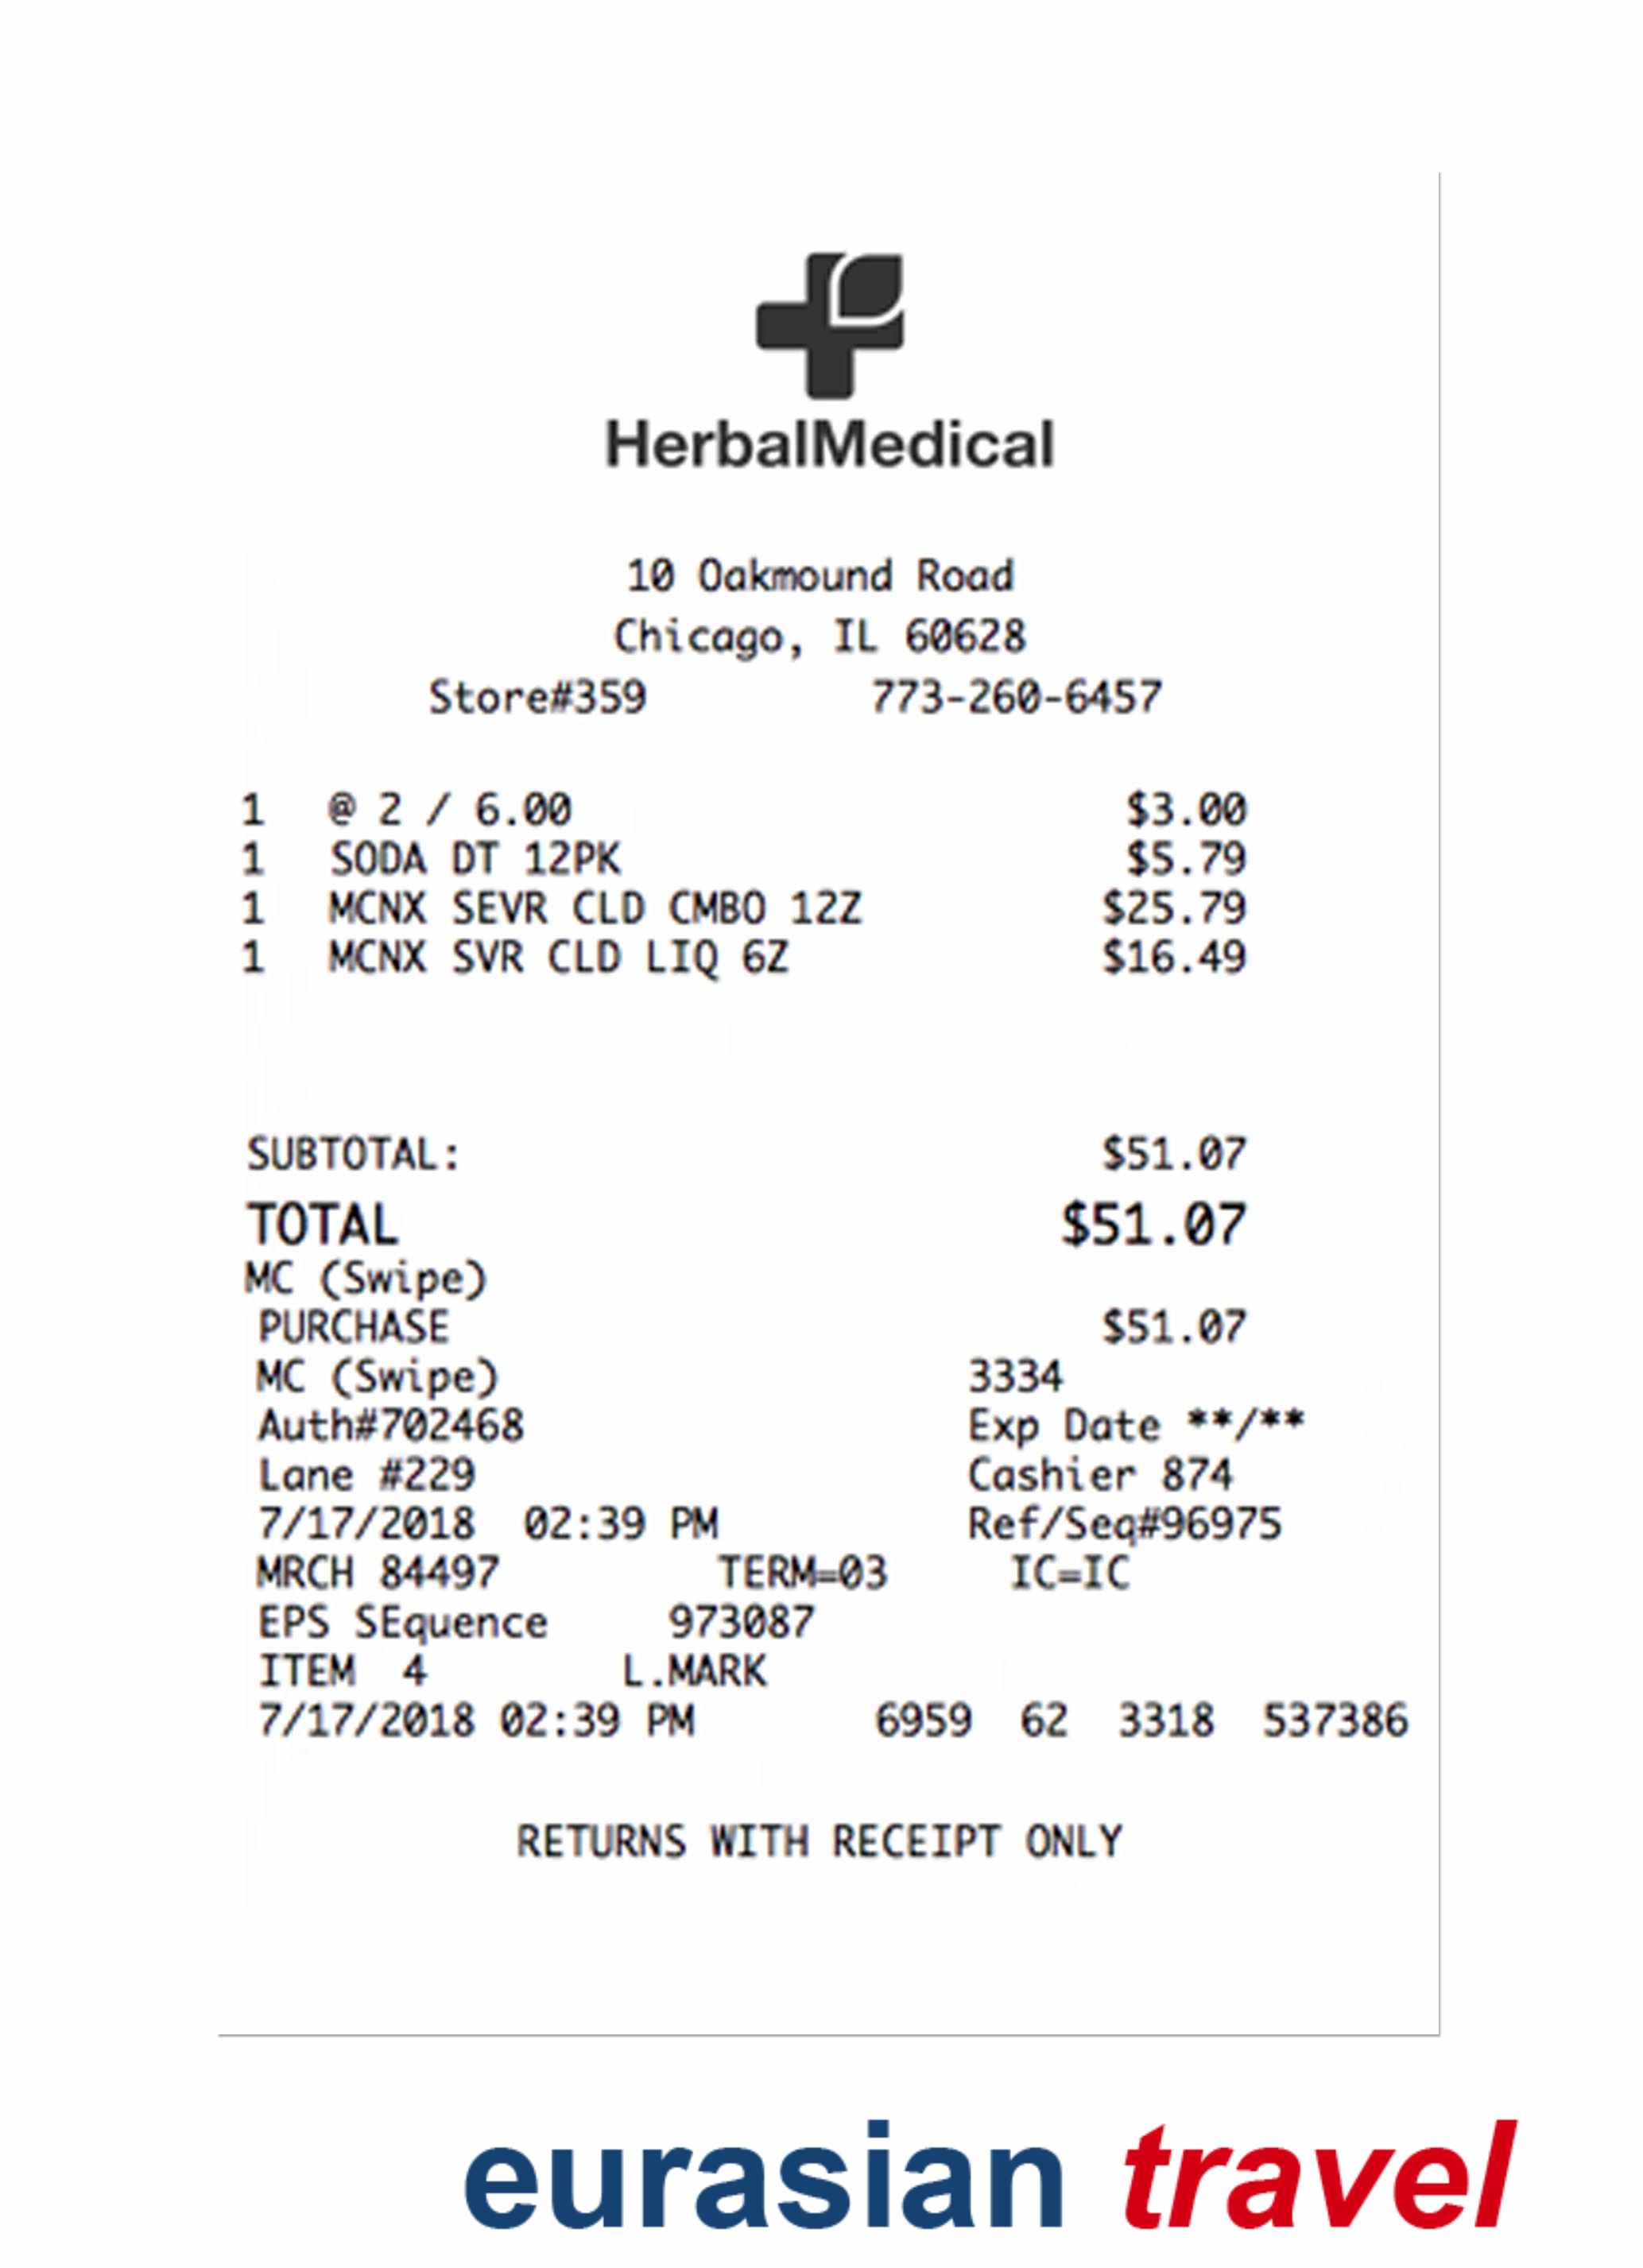 HerbalMedical
10 Oakmound Road
Chicago, IL 60628
Store#359 773-260-6457
1 @ 2 / 6.00 $3.00
1 SODA DT 12PK $5.79
1 MCNX SEVR CLD CMBO 12Z $25.79
1 MCNX SVR CLD LIQ 6Z $16.49
SUBTOTAL: $51.07
TOTAL $51.07
MC (Swipe)
PURCHASE $51.07
MC (Swipe) 3334
Auth#702468 Exp Date **/**
Lane #229 Cashier 874
7/17/2018 02:39 PM Ref/Seq#96975
MRCH 84497 TERM=03 IC=IC
EPS SEquence 973087
ITEM 4 L.MARK
7/17/2018 02:39 PM 6959 62 3318 537386
RETURNS WITH RECEIPT ONLY
eurasian travel